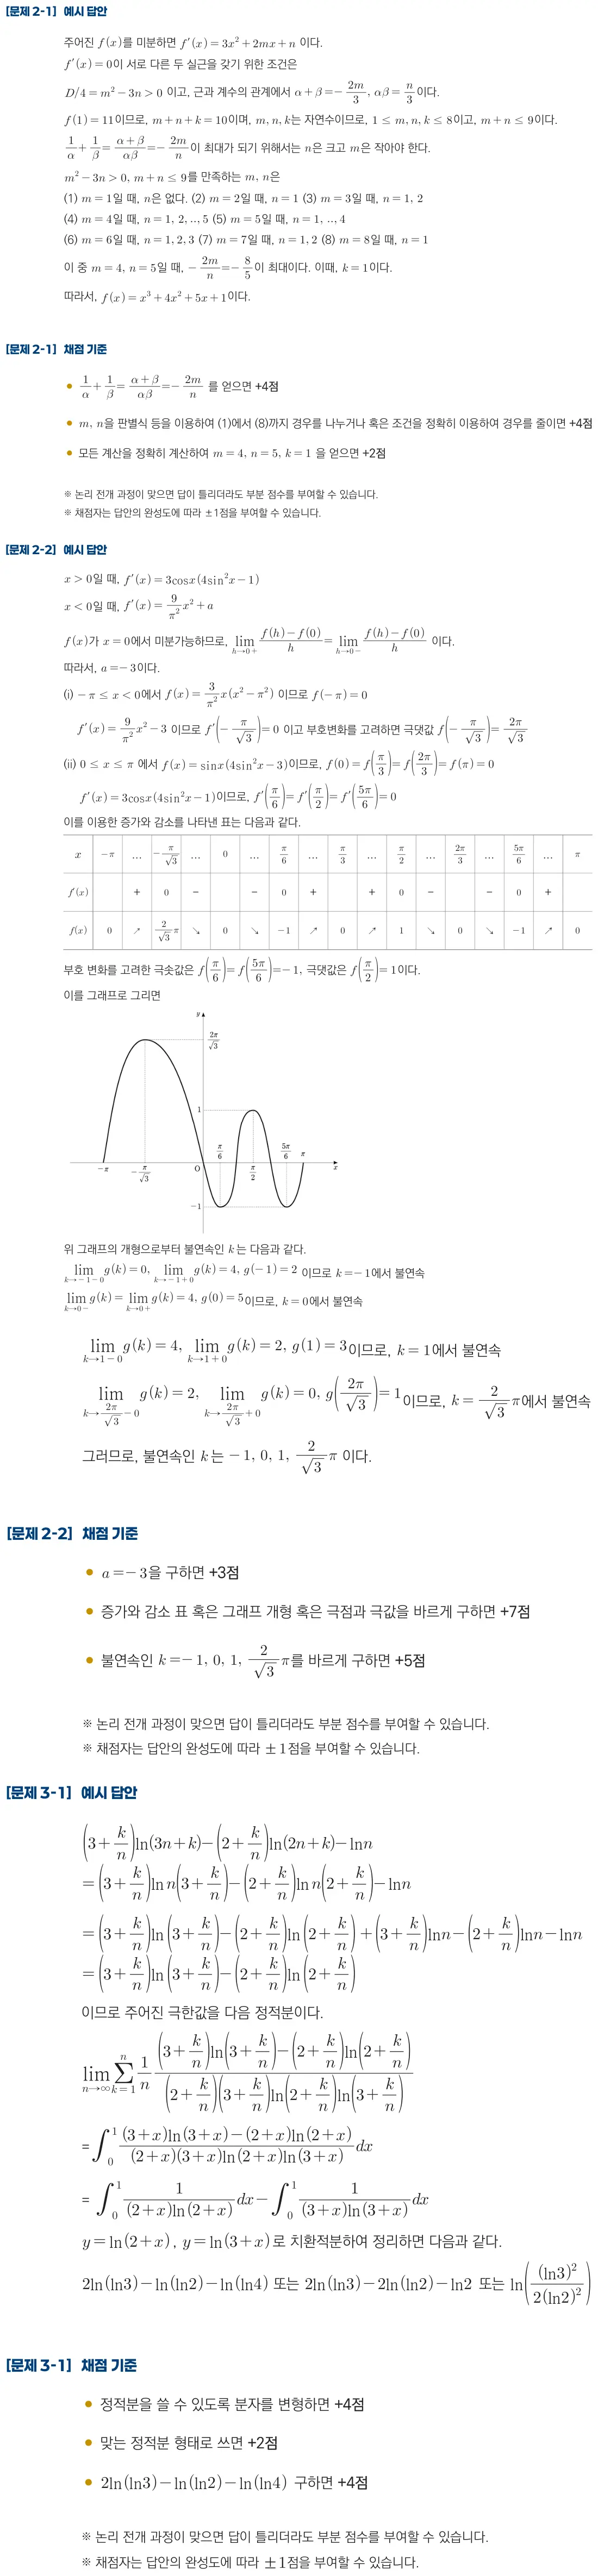 [문제 2-1] 예시 답안
주어진 f(x)를 미분하면 f′(x) = 3x² + 2mx + n 이다.
f′(x) = 0이 서로 다른 두 실근을 갖기 위한 조건은
D/4 = m² − 3n > 0 이고, 근과 계수의 관계에서 α + β = − 2m/3, αβ = n/3 이다.
f(1) = 11이므로, m + n + k = 10이며, m, n, k는 자연수이므로, 1 ≤ m, n, k ≤ 8이고, m + n ≤ 9이다.
1/α + 1/β = (α + β)/αβ = − 2m/n 이 최대가 되기 위해서는 n은 크고 m은 작아야 한다.
m² − 3n > 0, m + n ≤ 9를 만족하는 m, n은
(1) m = 1일 때, n은 없다. (2) m = 2일 때, n = 1 (3) m = 3일 때, n = 1, 2
(4) m = 4일 때, n = 1, 2, .., 5 (5) m = 5일 때, n = 1, .., 4
(6) m = 6일 때, n = 1, 2, 3 (7) m = 7일 때, n = 1, 2 (8) m = 8일 때, n = 1
이 중 m = 4, n = 5일 때, − 2m/n = − 8/5 이 최대이다. 이때, k = 1이다.
따라서, f(x) = x³ + 4x² + 5x + 1이다.
[문제 2-1] 채점 기준
• 1/α + 1/β = (α + β)/αβ = − 2m/n 를 얻으면 +4점
• m, n을 판별식 등을 이용하여 (1)에서 (8)까지 경우를 나누거나 혹은 조건을 정확히 이용하여 경우를 줄이면 +4점
• 모든 계산을 정확히 계산하여 m = 4, n = 5, k = 1 을 얻으면 +2점
※ 논리 전개 과정이 맞으면 답이 틀리더라도 부분 점수를 부여할 수 있습니다.
※ 채점자는 답안의 완성도에 따라 ±1점을 부여할 수 있습니다.
[문제 2-2] 예시 답안
x > 0일 때, f′(x) = 3cosx(4sin²x − 1)
x < 0일 때, f′(x) = 9/π² x² + a
f(x)가 x = 0에서 미분가능하므로, lim h→0+ (f(h) − f(0))/h = lim h→0− (f(h) − f(0))/h 이다.
따라서, a = −3이다.
(i) −π ≤ x < 0에서 f(x) = 3/π² x(x² − π²) 이므로 f(−π) = 0
f′(x) = 9/π² x² − 3 이므로 f′(− π/√3) = 0 이고 부호변화를 고려하면 극댓값 f(− π/√3) = 2π/√3
(ii) 0 ≤ x ≤ π 에서 f(x) = sinx(4sin²x − 3)이므로, f(0) = f(π/3) = f(2π/3) = f(π) = 0
f′(x) = 3cosx(4sin²x − 1)이므로, f′(π/6) = f′(π/2) = f′(5π/6) = 0
이를 이용한 증가와 감소를 나타낸 표는 다음과 같다.
x −π … −π/√3 … 0 … π/6 … π/3 … π/2 … 2π/3 … 5π/6 … π
f′(x) + 0 − − 0 + + 0 − − 0 +
f(x) 0 ↗ 2/√3 π ↘ 0 ↘ −1 ↗ 0 ↗ 1 ↘ 0 ↘ −1 ↗ 0
부호 변화를 고려한 극솟값은 f(π/6) = f(5π/6) = −1, 극댓값은 f(π/2) = 1이다.
이를 그래프로 그리면
y
2π/√3
1
π/6 5π/6 π
−π −π/√3 O π/2 x
−1
위 그래프의 개형으로부터 불연속인 k는 다음과 같다.
lim k→−1−0 g(k) = 0, lim k→−1+0 g(k) = 4, g(−1) = 2 이므로 k = −1에서 불연속
lim k→0− g(k) = lim k→0+ g(k) = 4, g(0) = 5이므로, k = 0에서 불연속
lim k→1−0 g(k) = 4, lim k→1+0 g(k) = 2, g(1) = 3이므로, k = 1에서 불연속
lim k→2π/√3−0 g(k) = 2, lim k→2π/√3+0 g(k) = 0, g(2π/√3) = 1이므로, k = 2/√3 π에서 불연속
그러므로, 불연속인 k는 −1, 0, 1, 2/√3 π 이다.
[문제 2-2] 채점 기준
• a = −3을 구하면 +3점
• 증가와 감소 표 혹은 그래프 개형 혹은 극점과 극값을 바르게 구하면 +7점
• 불연속인 k = −1, 0, 1, 2/√3 π를 바르게 구하면 +5점
※ 논리 전개 과정이 맞으면 답이 틀리더라도 부분 점수를 부여할 수 있습니다.
※ 채점자는 답안의 완성도에 따라 ±1점을 부여할 수 있습니다.
[문제 3-1] 예시 답안
(3 + k/n)ln(3n + k) − (2 + k/n)ln(2n + k) − lnn
= (3 + k/n)ln n(3 + k/n) − (2 + k/n)ln n(2 + k/n) − lnn
= (3 + k/n)ln(3 + k/n) − (2 + k/n)ln(2 + k/n) + (3 + k/n)lnn − (2 + k/n)lnn − lnn
= (3 + k/n)ln(3 + k/n) − (2 + k/n)ln(2 + k/n)
이므로 주어진 극한값을 다음 정적분이다.
lim n→∞ Σ k=1 n 1/n ((3 + k/n)ln(3 + k/n) − (2 + k/n)ln(2 + k/n)) / ((2 + k/n)(3 + k/n)ln(2 + k/n)ln(3 + k/n))
= ∫₀¹ ((3 + x)ln(3 + x) − (2 + x)ln(2 + x)) / ((2 + x)(3 + x)ln(2 + x)ln(3 + x)) dx
= ∫₀¹ 1/((2 + x)ln(2 + x)) dx − ∫₀¹ 1/((3 + x)ln(3 + x)) dx
y = ln(2 + x), y = ln(3 + x)로 치환적분하여 정리하면 다음과 같다.
2ln(ln3) − ln(ln2) − ln(ln4) 또는 2ln(ln3) − 2ln(ln2) − ln2 또는 ln((ln3)²/2(ln2)²)
[문제 3-1] 채점 기준
• 정적분을 쓸 수 있도록 분자를 변형하면 +4점
• 맞는 정적분 형태로 쓰면 +2점
• 2ln(ln3) − ln(ln2) − ln(ln4) 구하면 +4점
※ 논리 전개 과정이 맞으면 답이 틀리더라도 부분 점수를 부여할 수 있습니다.
※ 채점자는 답안의 완성도에 따라 ±1점을 부여할 수 있습니다.